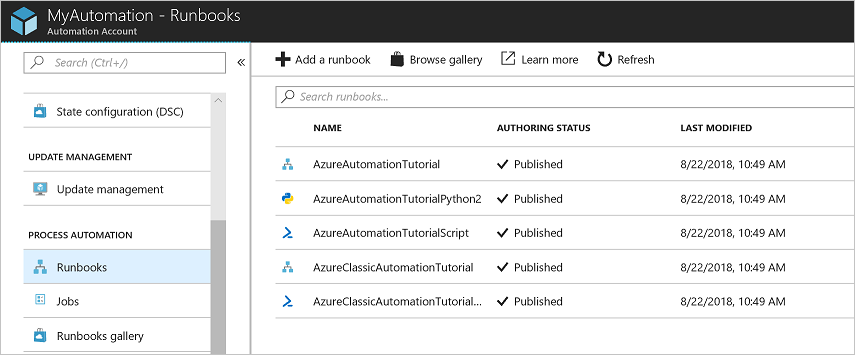 MyAutomation - Runbooks
Automation Account
Search (Ctrl+/)
«
State configuration (DSC)
UPDATE MANAGEMENT
Update management
PROCESS AUTOMATION
Runbooks
Jobs
Runbooks gallery
Add a runbook Browse gallery Learn more Refresh
Search runbooks...
NAME AUTHORING STATUS LAST MODIFIED
AzureAutomationTutorial Published 8/22/2018, 10:49 AM
AzureAutomationTutorialPython2 Published 8/22/2018, 10:49 AM
AzureAutomationTutorialScript Published 8/22/2018, 10:49 AM
AzureClassicAutomationTutorial Published 8/22/2018, 10:49 AM
AzureClassicAutomationTutorial... Published 8/22/2018, 10:49 AM